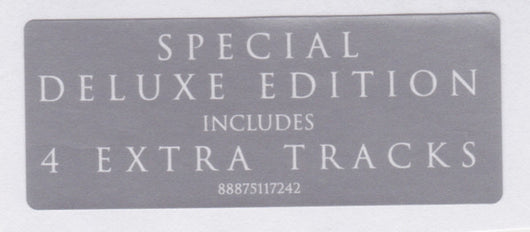 SPECIAL
DELUXE EDITION
INCLUDES
4 EXTRA TRACKS
88875117242